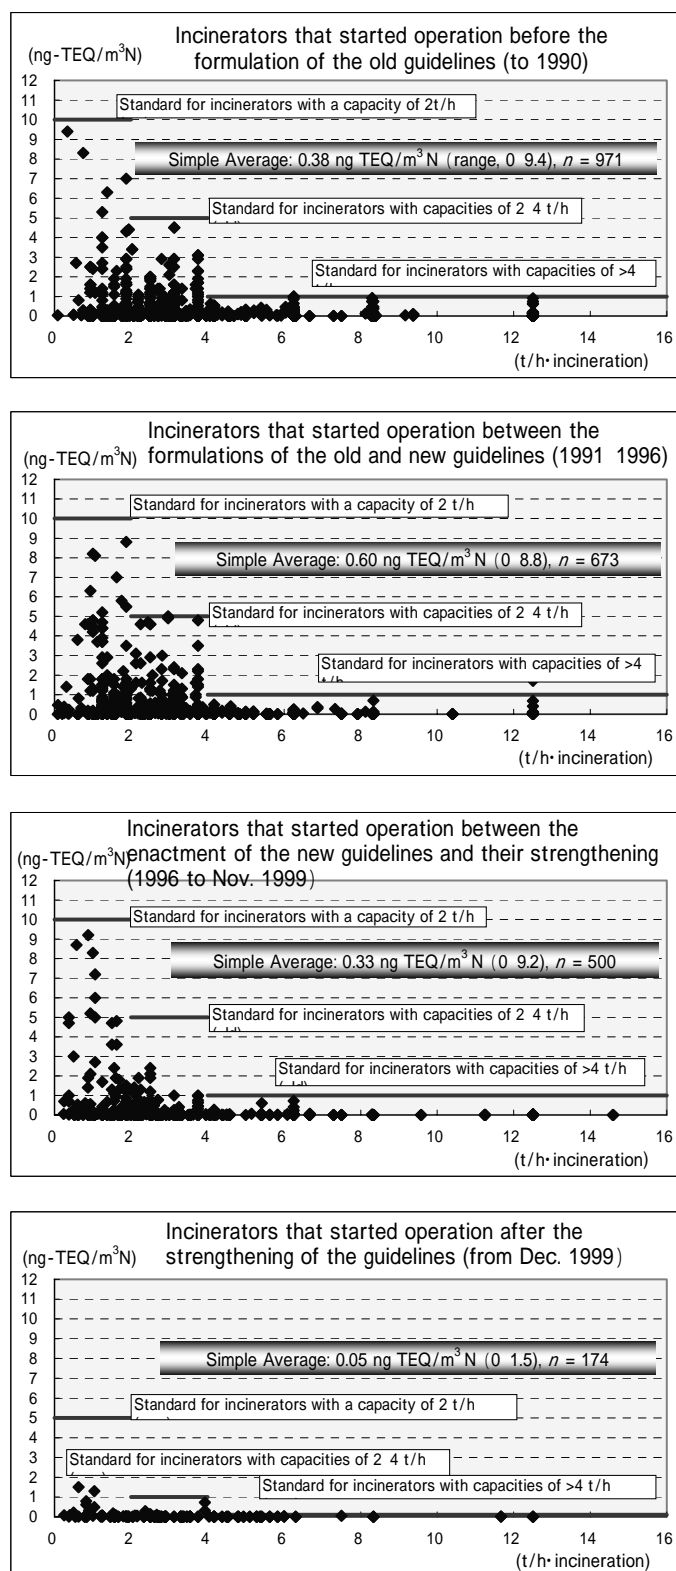 Incinerators that started operation before the
(ng-TEQ/m³N)
formulation of the old guidelines (to 1990)
12
11
10
9
8
7
6
5
4
3
2
1
0
Standard for incinerators with a capacity of 2t/h
Simple Average: 0.38 ng TEQ/m³N (range, 0 9.4), n = 971
Standard for incinerators with capacities of 2 4 t/h
Standard for incinerators with capacities of >4
0 2 4 6 8 10 12 14 16
(t/h·incineration)
Incinerators that started operation between the
(ng-TEQ/m³N)
formulations of the old and new guidelines (1991 1996)
12
11
10
9
8
7
6
5
4
3
2
1
0
Standard for incinerators with a capacity of 2 t/h
Simple Average: 0.60 ng TEQ/m³N (0 8.8), n = 673
Standard for incinerators with capacities of 2 4 t/h
Standard for incinerators with capacities of >4
0 2 4 6 8 10 12 14 16
(t/h·incineration)
Incinerators that started operation between the
(ng-TEQ/m³N)
enactment of the new guidelines and their strengthening
(1996 to Nov. 1999)
12
11
10
9
8
7
6
5
4
3
2
1
0
Standard for incinerators with a capacity of 2 t/h
Simple Average: 0.33 ng TEQ/m³N (0 9.2), n = 500
Standard for incinerators with capacities of 2 4 t/h
Standard for incinerators with capacities of >4 t/h
0 2 4 6 8 10 12 14 16
(t/h·incineration)
Incinerators that started operation after the
(ng-TEQ/m³N)
strengthening of the guidelines (from Dec. 1999)
12
11
10
9
8
7
6
5
4
3
2
1
0
Simple Average: 0.05 ng TEQ/m³N (0 1.5), n = 174
Standard for incinerators with a capacity of 2 t/h
Standard for incinerators with capacities of 2 4 t/h
Standard for incinerators with capacities of >4 t/h
0 2 4 6 8 10 12 14 16
(t/h·incineration)